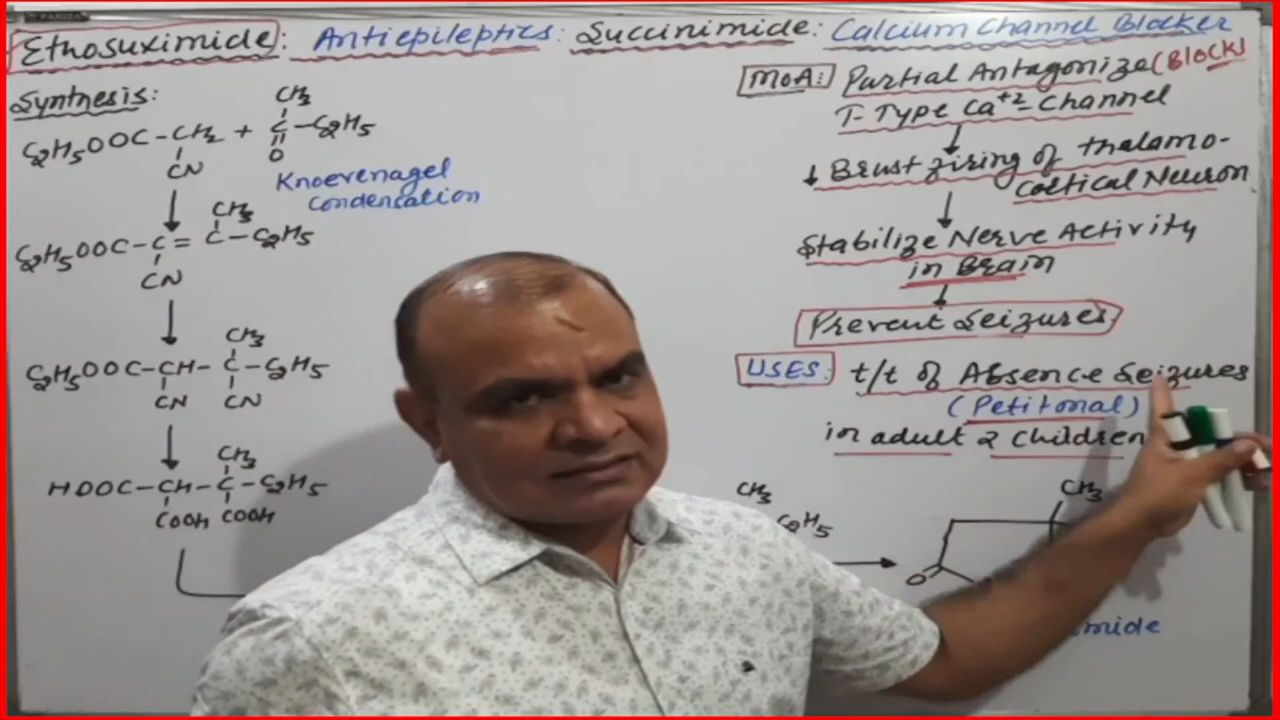 Ethosuximide: Antiepileptics: Succinimide: Calcium Channel Blocker
Synthesis:
C2H5OOC-CH2 + C-C2H5
CH3
CN
O
Knoevenagel
condensation
CH3
C2H5OOC-C=C-C2H5
CN
CH3
C2H5OOC-CH-C-C2H5
CN CN
CH3
HOOC-CH-C-C2H5
COOH COOH
MoA: Partial Antagonize (Block)
T-Type Ca+2-Channel
↓ Brust firing of thalamo-
cortical Neuron
Stabilize Nerve Activity
in Brain
Prevent Seizures
USES: t/t of Absence Seizures
(Petitmal)
in adult & Children
CH3
C2H5
CH3
O